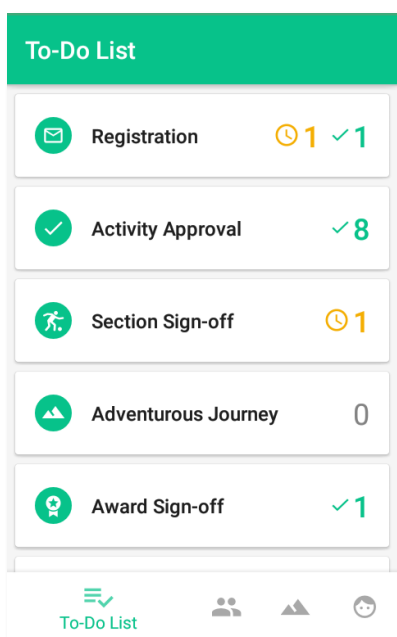 To-Do List
Registration 1 1
Activity Approval 8
Section Sign-off 1
Adventurous Journey 0
Award Sign-off 1
To-Do List